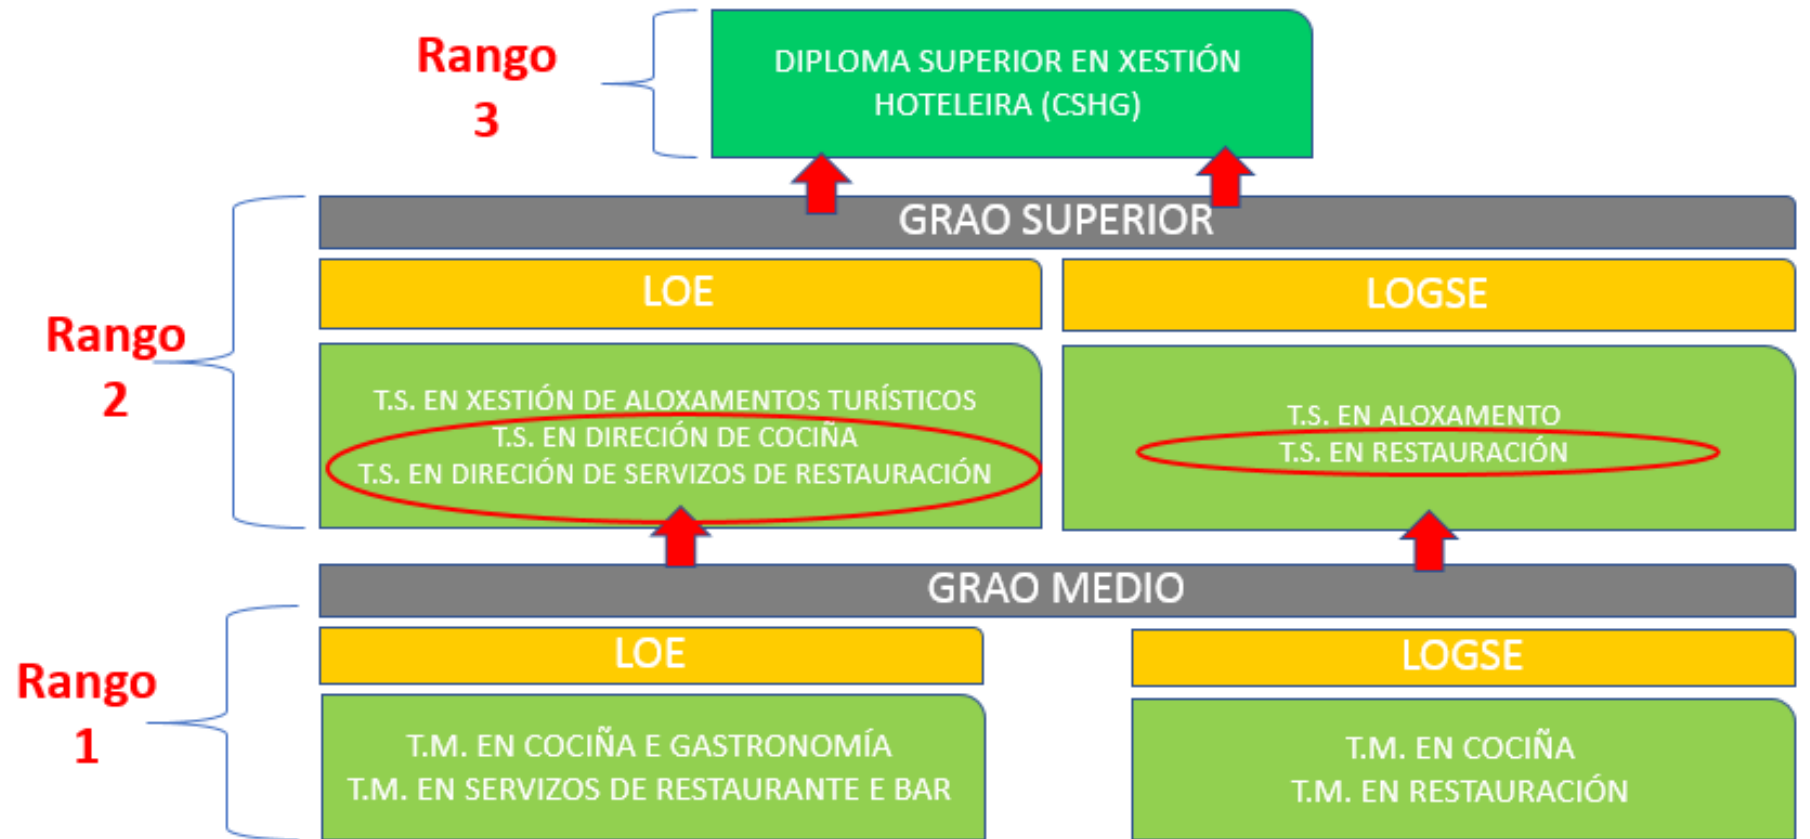 Rango
3
DIPLOMA SUPERIOR EN XESTIÓN
HOTELEIRA (CSHG)
GRAO SUPERIOR
Rango
2
LOE
LOGSE
T.S. EN XESTIÓN DE ALOXAMENTOS TURÍSTICOS
T.S. EN DIRECIÓN DE COCIÑA
T.S. EN DIRECIÓN DE SERVIZOS DE RESTAURACIÓN
T.S. EN ALOXAMENTO
T.S. EN RESTAURACIÓN
GRAO MEDIO
Rango
1
LOE
LOGSE
T.M. EN COCIÑA E GASTRONOMÍA
T.M. EN SERVIZOS DE RESTAURANTE E BAR
T.M. EN COCIÑA
T.M. EN RESTAURACIÓN